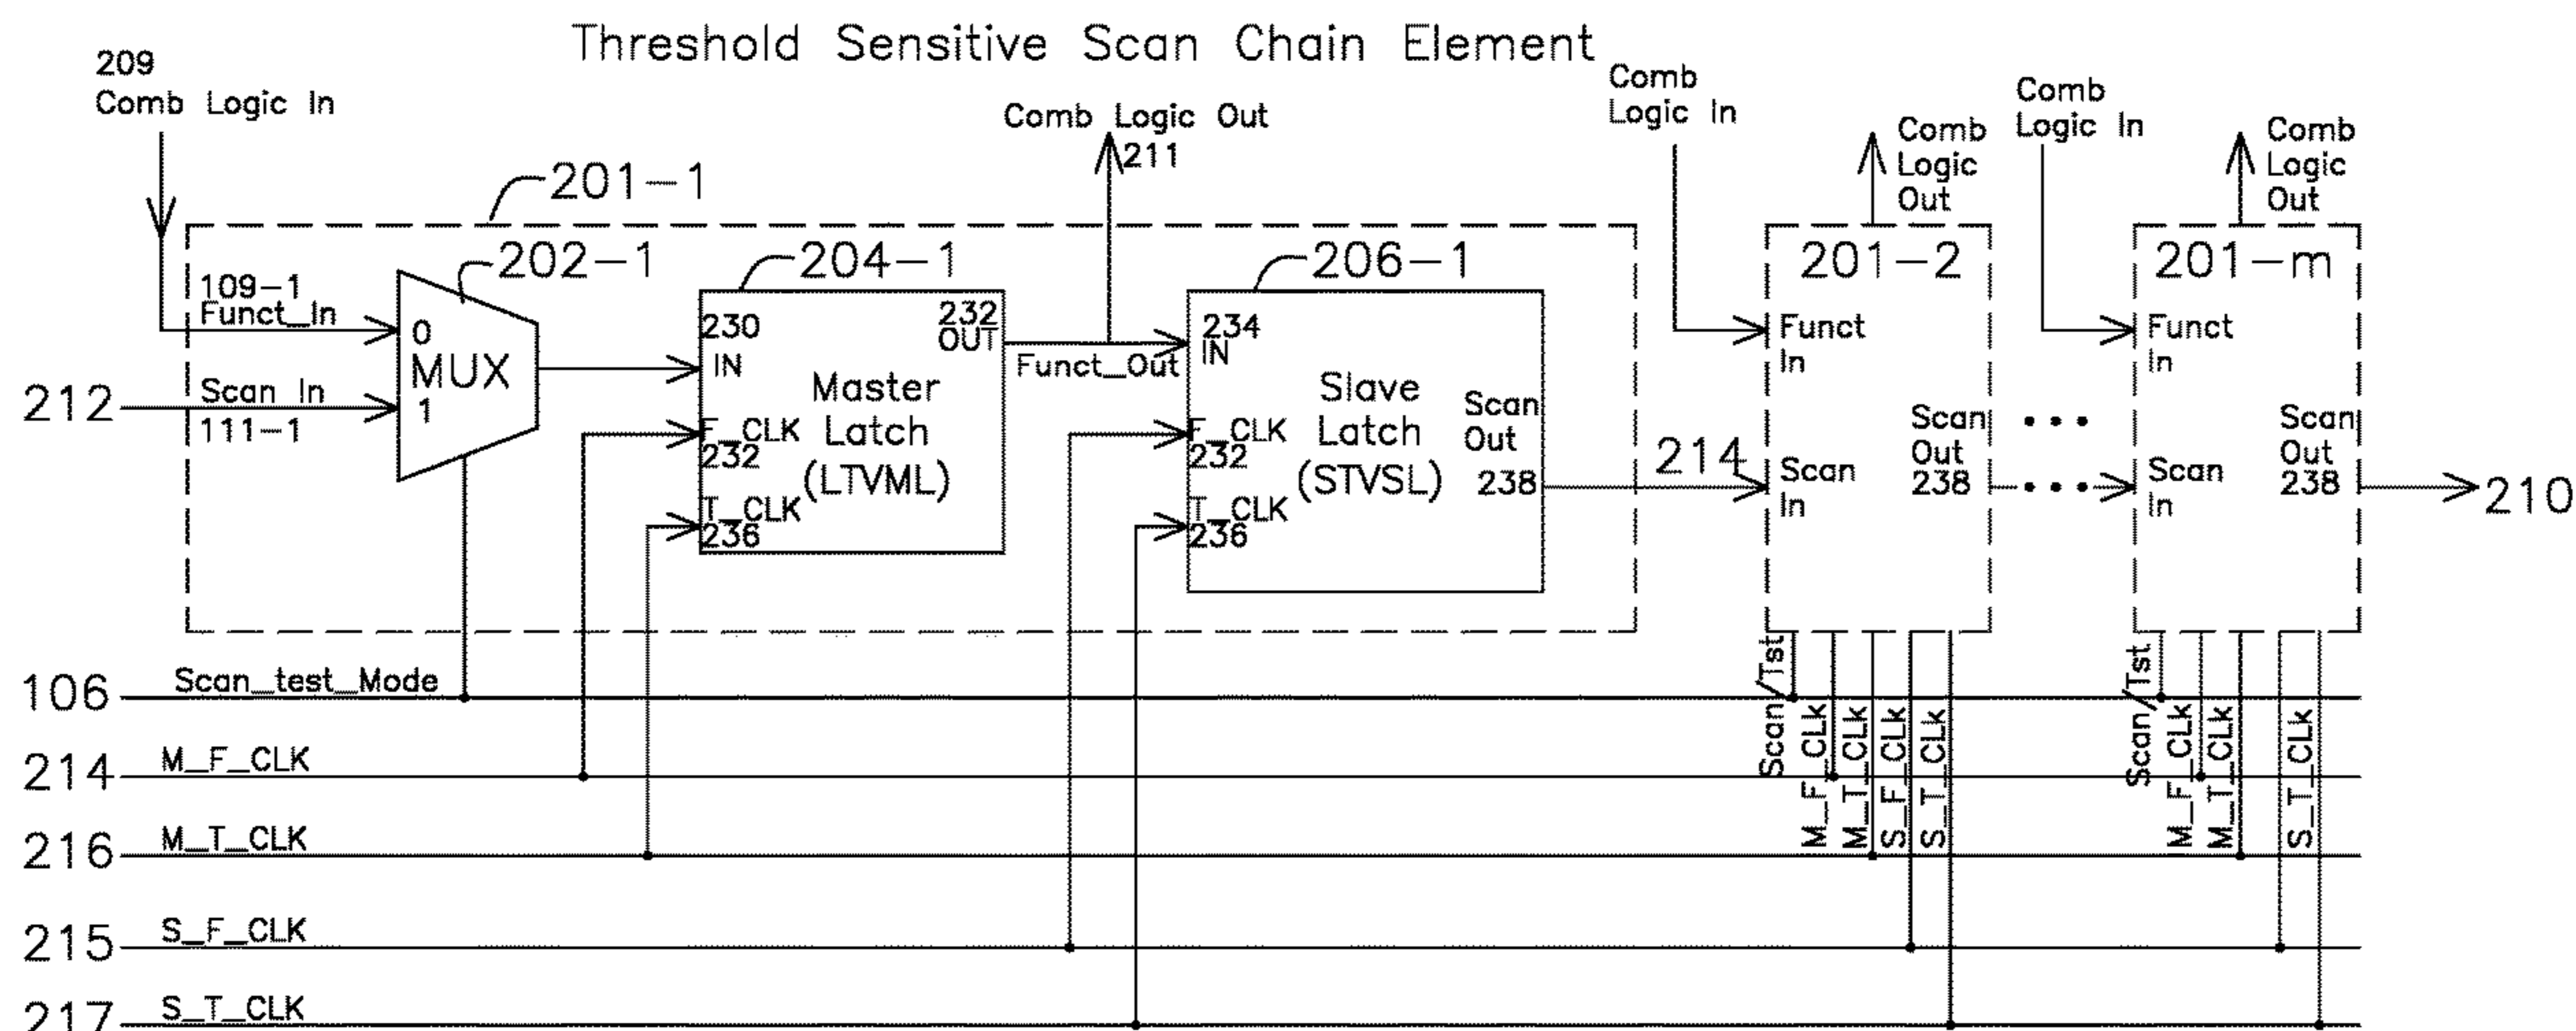 Threshold Sensitive Scan Chain Element
209
Comb Logic In
Comb Logic Out
211
Comb
Logic In
Comb
Logic
Out
Comb
Logic In
Comb
Logic
Out
201-1
202-1
204-1
206-1
201-2
201-m
109-1
Funct_In
0
MUX
1
212
Scan In
111-1
230
IN
232
OUT
Master
Latch
(LTVML)
F_CLK
232
T_CLK
236
Funct_Out
234
IN
Slave
Latch
(STVSL)
F_CLK
232
T_CLK
236
Scan
Out
238
214
Funct
In
Scan
In
Scan
Out
238
Funct
In
Scan
In
Scan
Out
238
210
106
Scan_test_Mode
214
M_F_CLK
216
M_T_CLK
215
S_F_CLK
217
S_T_CLK
Scan/Tst
M_F_CLk
M_T_CLk
S_F_CLk
S_T_CLk
Scan/Tst
M_F_CLk
M_T_CLk
S_T_CLk